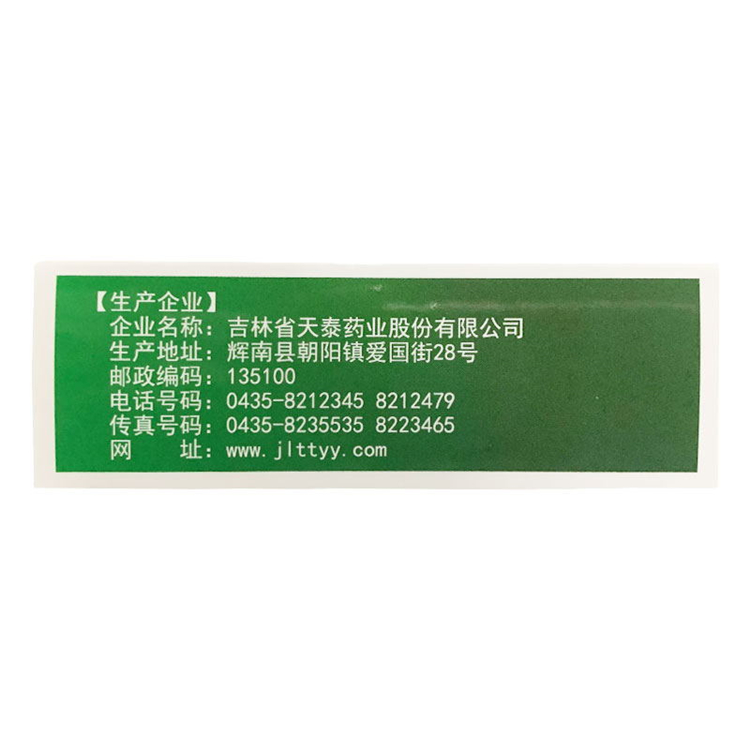 【生产企业】
企业名称：吉林省天泰药业股份有限公司
生产地址：辉南县朝阳镇爱国街28号
邮政编码：135100
电话号码：0435-8212345 8212479
传真号码：0435-8235535 8223465
网　　址：www.jlttyy.com